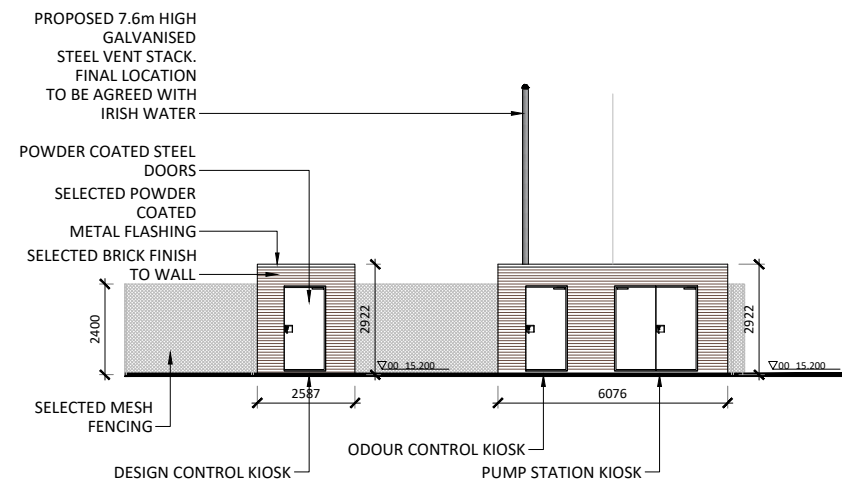 PROPOSED 7.6m HIGH
GALVANISED
STEEL VENT STACK.
FINAL LOCATION
TO BE AGREED WITH
IRISH WATER
POWDER COATED STEEL
DOORS
SELECTED POWDER
COATED
METAL FLASHING
SELECTED BRICK FINISH
TO WALL
2400
2922
00 15.200
2922
00 15.200
2587
6076
SELECTED MESH
FENCING
ODOUR CONTROL KIOSK
DESIGN CONTROL KIOSK
PUMP STATION KIOSK